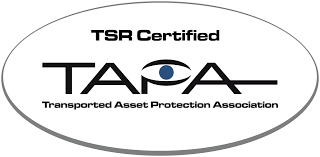 TSR Certified
TAPA
Transported Asset Protection Association